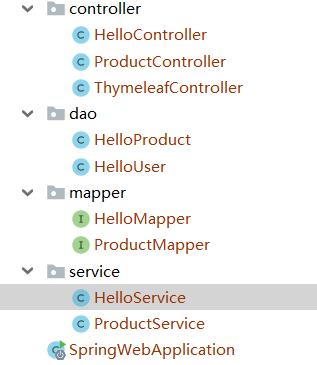 controller
HelloController
ProductController
ThymeleafController
dao
HelloProduct
HelloUser
mapper
HelloMapper
ProductMapper
service
HelloService
ProductService
SpringWebApplication